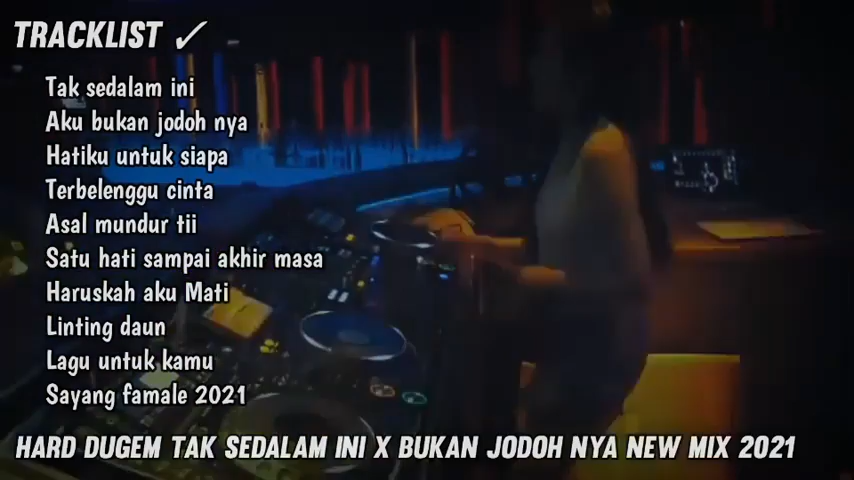 TRACKLIST ✓
Tak sedalam ini
Aku bukan jodoh nya
Hatiku untuk siapa
Terbelenggu cinta
Asal mundur tii
Satu hati sampai akhir masa
Haruskah aku Mati
Linting daun
Lagu untuk kamu
Sayang famale 2021
HARD DUGEM TAK SEDALAM INI X BUKAN JODOH NYA NEW MIX 2021